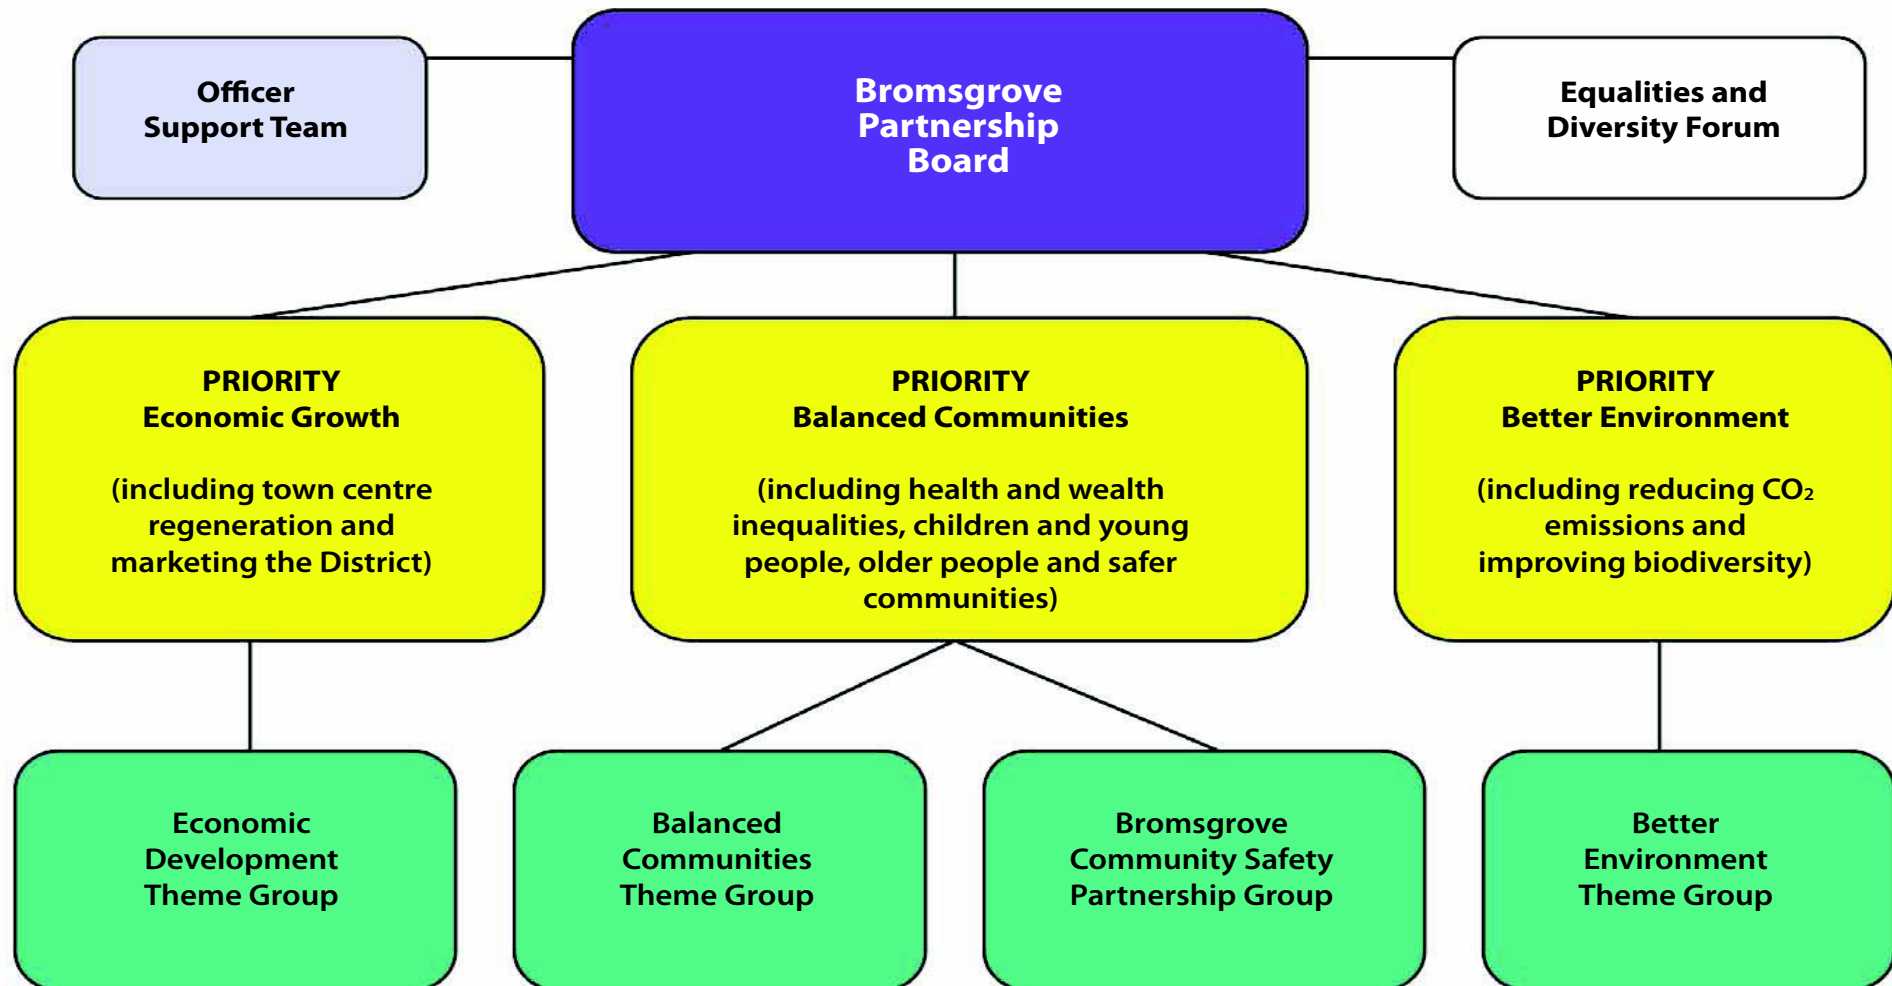 Officer
Support Team
Bromsgrove
Partnership
Board
Equalities and
Diversity Forum
PRIORITY
Economic Growth
(including town centre
regeneration and
marketing the District)
PRIORITY
Balanced Communities
(including health and wealth
inequalities, children and young
people, older people and safer
communities)
PRIORITY
Better Environment
(including reducing CO₂
emissions and
improving biodiversity)
Economic
Development
Theme Group
Balanced
Communities
Theme Group
Bromsgrove
Community Safety
Partnership Group
Better
Environment
Theme Group